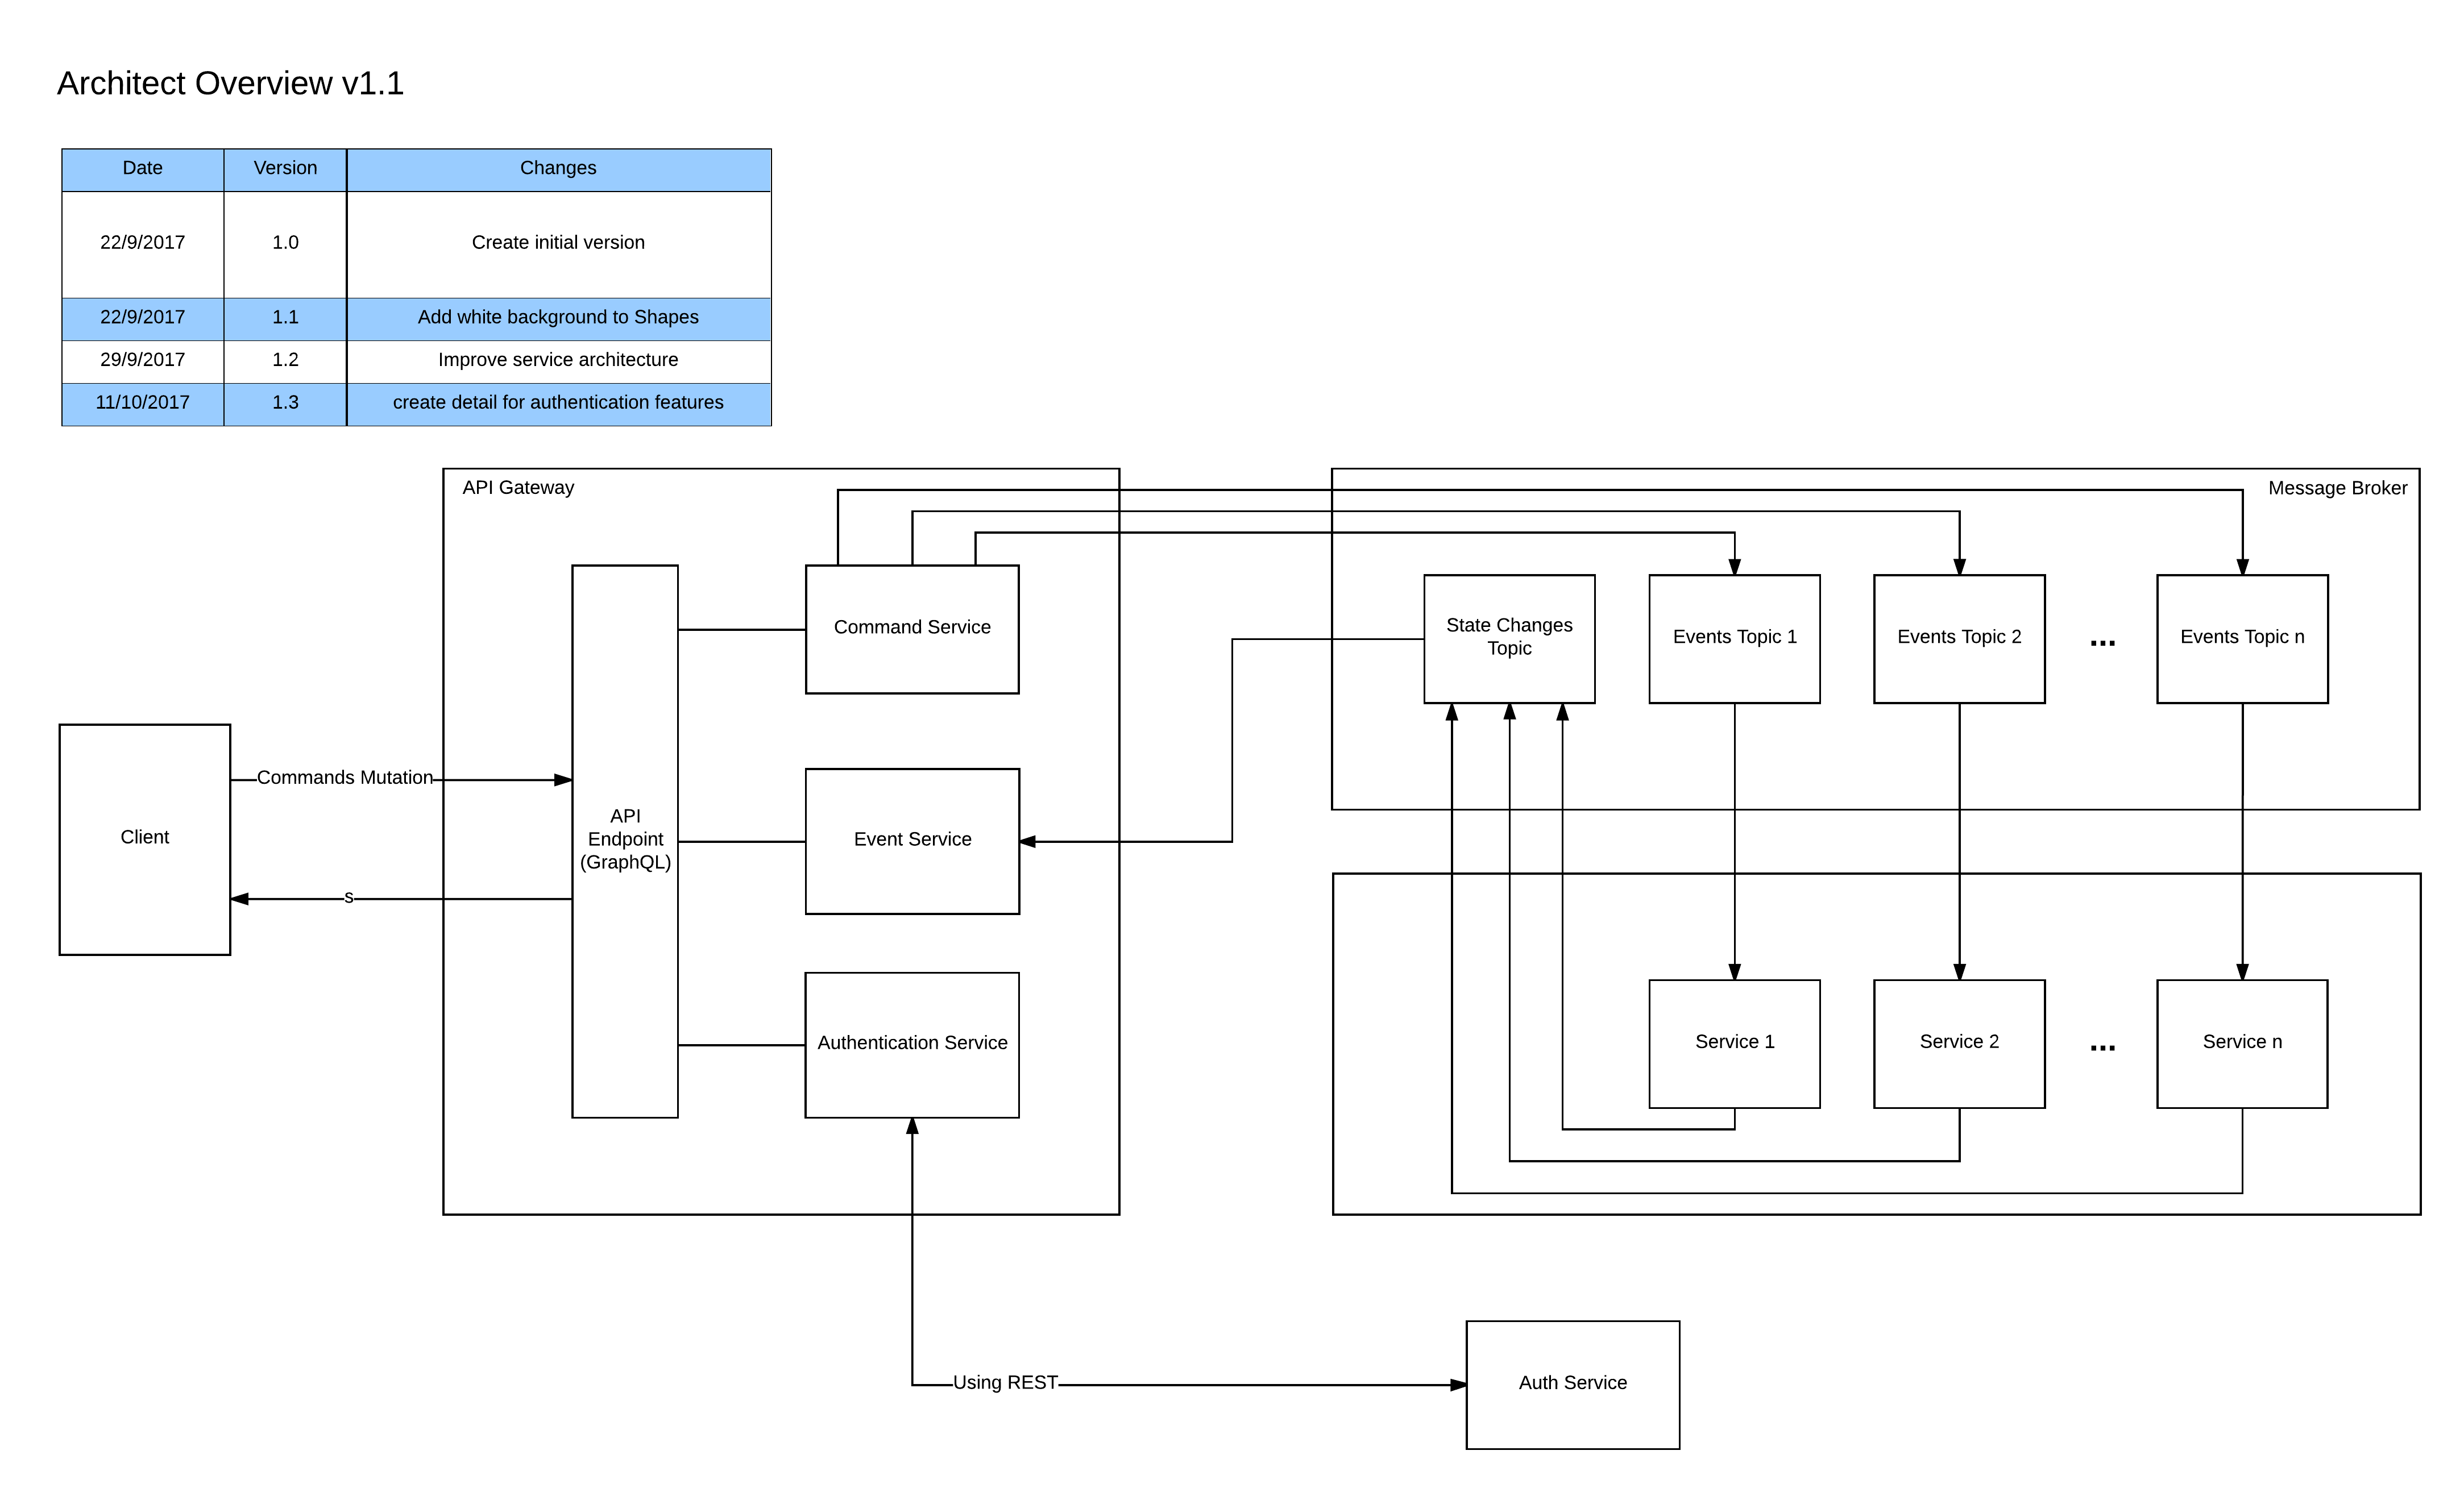 Architect Overview v1.1
Date Version Changes
22/9/2017 1.0 Create initial version
22/9/2017 1.1 Add white background to Shapes
29/9/2017 1.2 Improve service architecture
11/10/2017 1.3 create detail for authentication features
API Gateway
Message Broker
Command Service
State Changes
Topic
Events Topic 1
Events Topic 2
...
Events Topic n
Client
Commands Mutation
s
API
Endpoint
(GraphQL)
Event Service
Authentication Service
Service 1
Service 2
...
Service n
Using REST
Auth Service